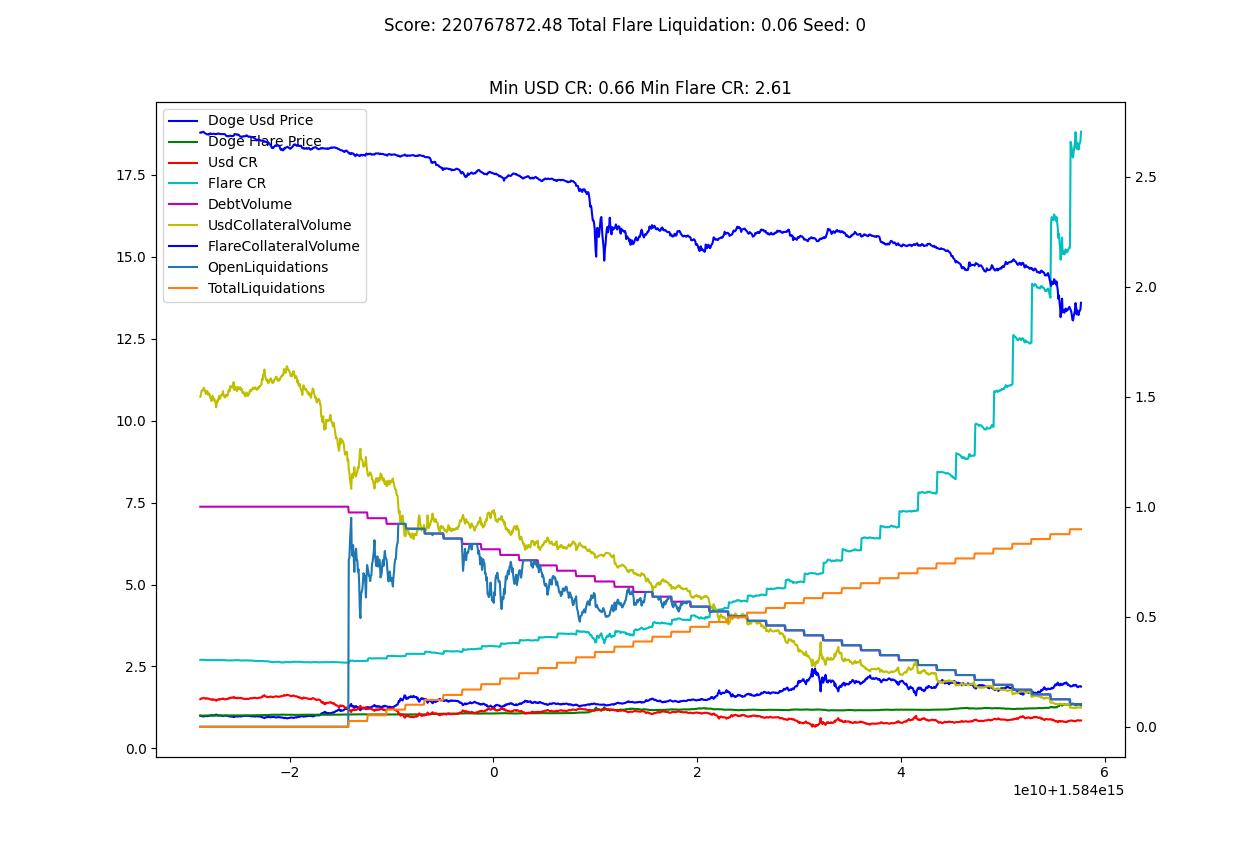 Score: 220767872.48 Total Flare Liquidation: 0.06 Seed: 0
Min USD CR: 0.66 Min Flare CR: 2.61
Doge Usd Price
Doge Flare Price
Usd CR
Flare CR
DebtVolume
UsdCollateralVolume
FlareCollateralVolume
OpenLiquidations
TotalLiquidations
17.5
15.0
12.5
10.0
7.5
5.0
2.5
0.0
2.5
2.0
1.5
1.0
0.5
0.0
−2
0
2
4
6
1e10+1.584e15